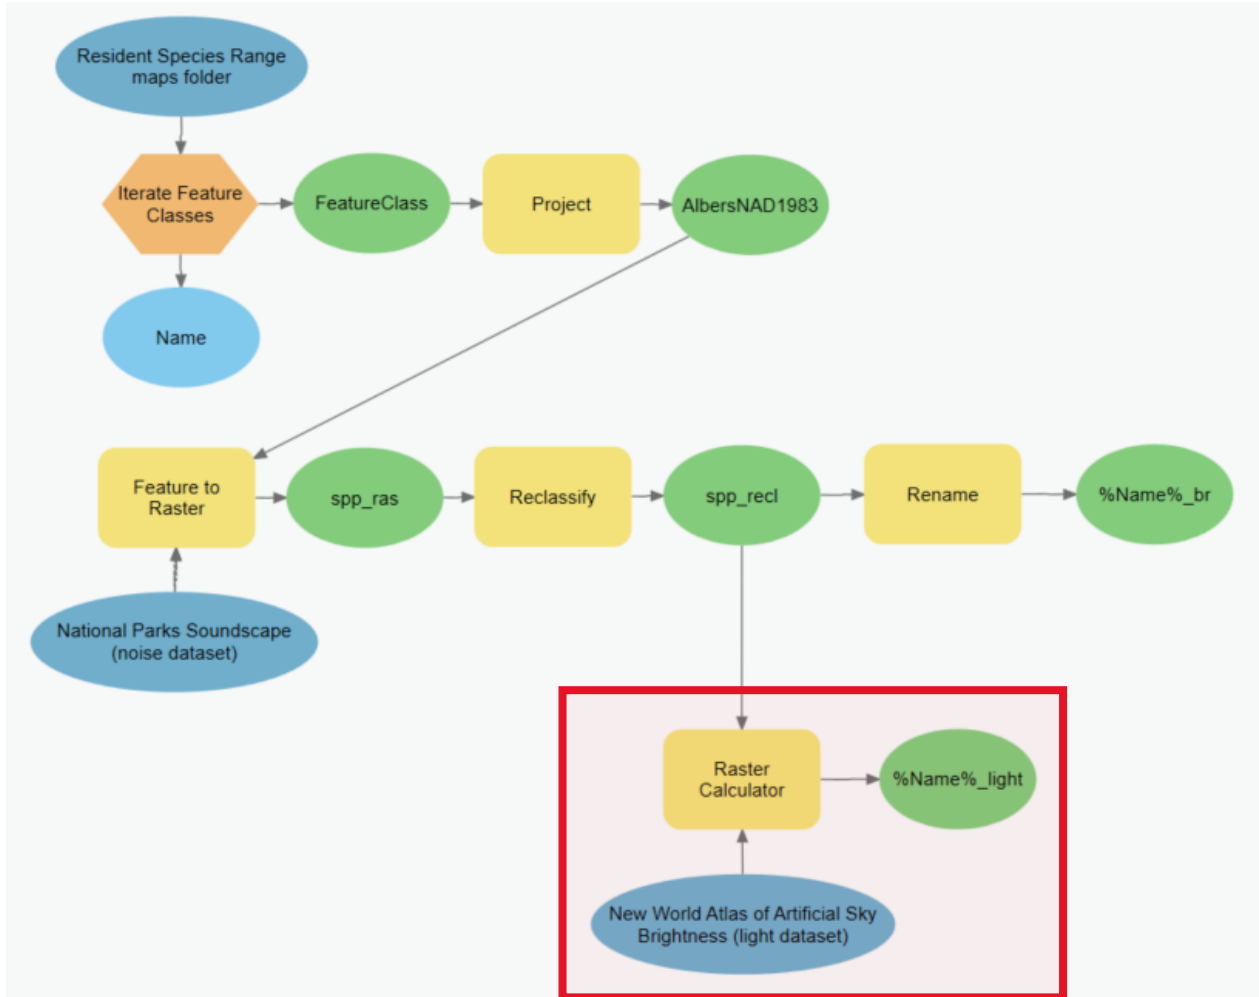 Resident Species Range
maps folder
Iterate Feature
Classes
FeatureClass
Project
AlbersNAD1983
Name
Feature to
Raster
spp_ras
Reclassify
spp_recl
Rename
%Name%_br
National Parks Soundscape
(noise dataset)
Raster
Calculator
%Name%_light
New World Atlas of Artificial Sky
Brightness (light dataset)